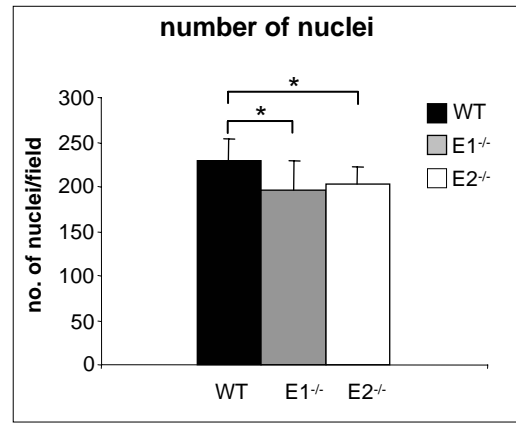 number of nuclei
no. of nuclei/field
300
250
200
150
100
50
0
*
*
WT
E1-/-
E2-/-
WT
E1-/-
E2-/-